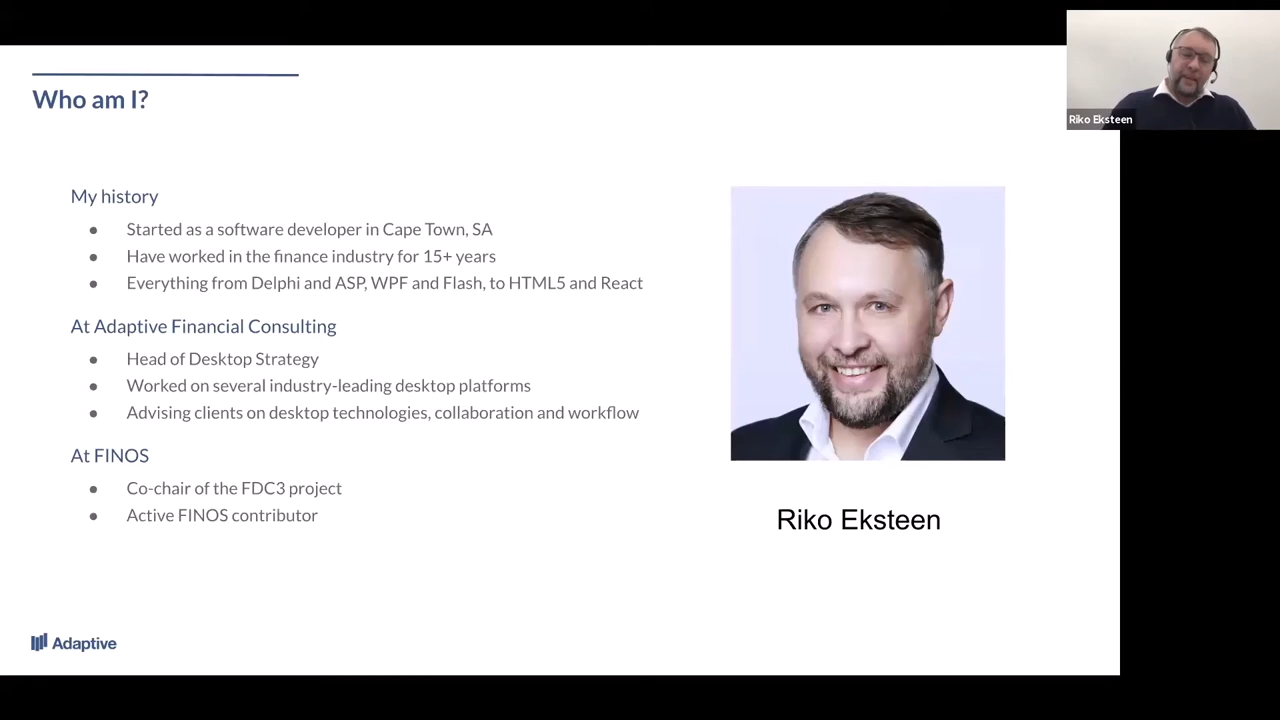 Who am I?
My history
● Started as a software developer in Cape Town, SA
● Have worked in the finance industry for 15+ years
● Everything from Delphi and ASP, WPF and Flash, to HTML5 and React
At Adaptive Financial Consulting
● Head of Desktop Strategy
● Worked on several industry-leading desktop platforms
● Advising clients on desktop technologies, collaboration and workflow
At FINOS
● Co-chair of the FDC3 project
● Active FINOS contributor
Riko Eksteen
Adaptive
Riko Eksteen